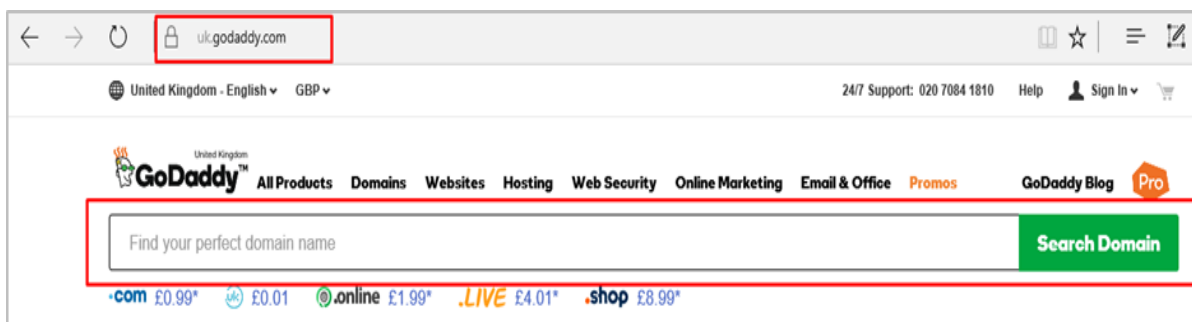 uk.godaddy.com
United Kingdom - English GBP 24/7 Support: 020 7084 1810 Help Sign In
United Kingdom
GoDaddy™ All Products Domains Websites Hosting Web Security Online Marketing Email & Office Promos GoDaddy Blog Pro
Find your perfect domain name Search Domain
.com £0.99* uk £0.01 .online £1.99* .LIVE £4.01* .shop £8.99*